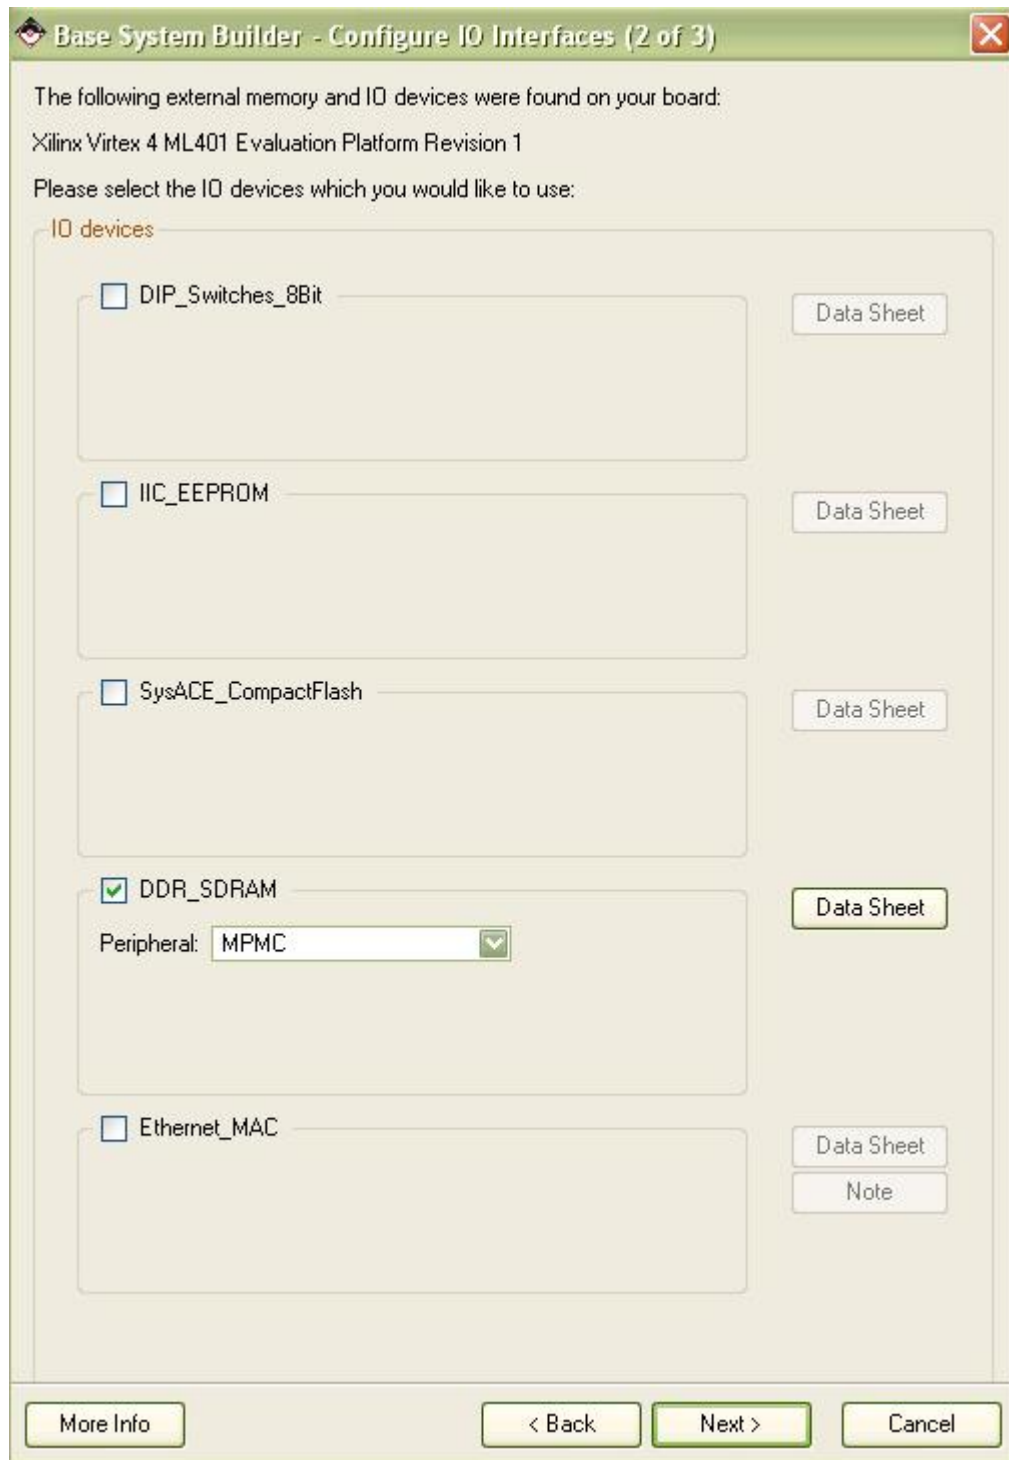 Base System Builder - Configure IO Interfaces (2 of 3)
The following external memory and IO devices were found on your board:
Xilinx Virtex 4 ML401 Evaluation Platform Revision 1
Please select the IO devices which you would like to use:
IO devices
DIP_Switches_8Bit
Data Sheet
IIC_EEPROM
Data Sheet
SysACE_CompactFlash
Data Sheet
DDR_SDRAM
Data Sheet
Peripheral: MPMC
Ethernet_MAC
Data Sheet
Note
More Info < Back Next > Cancel